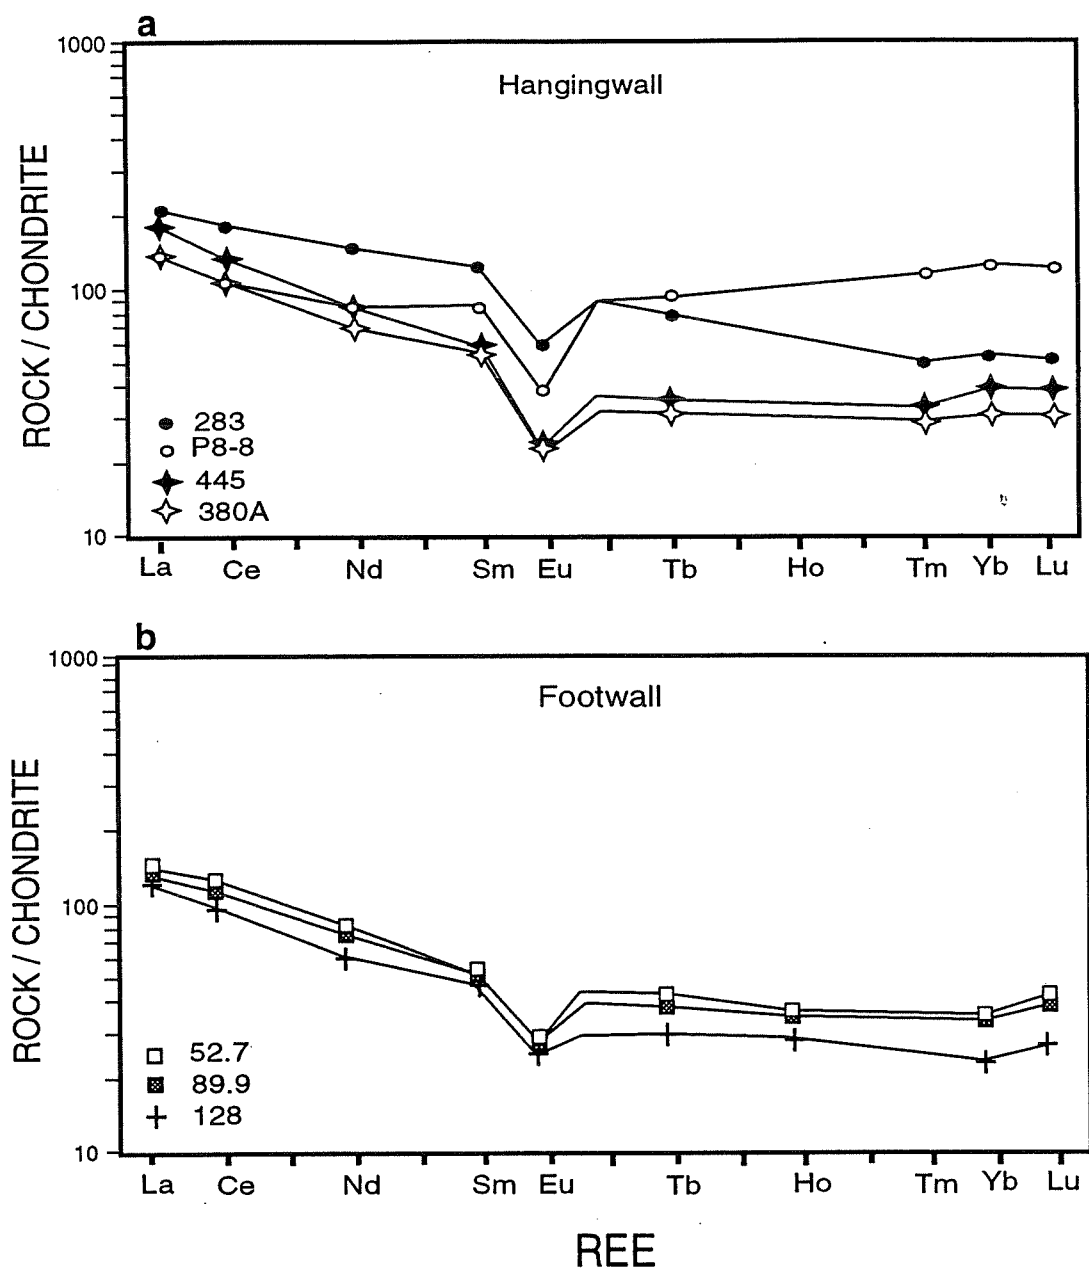 a
1000
Hangingwall
ROCK / CHONDRITE
100
283
P8-8
445
380A
10
La Ce Nd Sm Eu Tb Ho Tm Yb Lu
b
1000
Footwall
ROCK / CHONDRITE
100
52.7
89.9
128
10
La Ce Nd Sm Eu Tb Ho Tm Yb Lu
REE